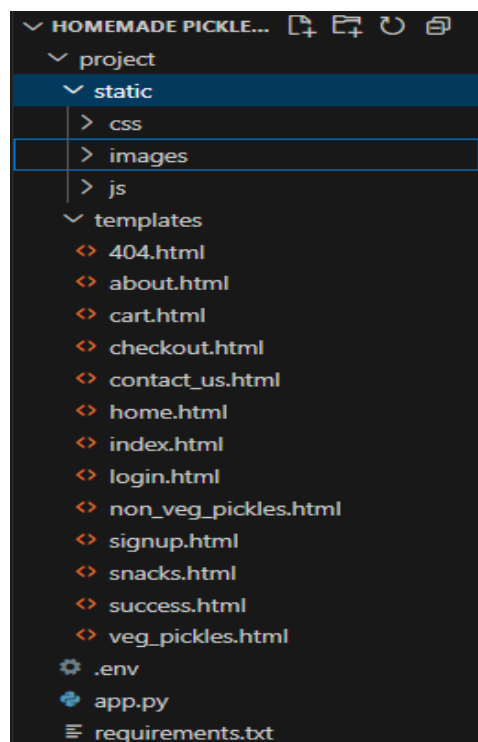 HOMEMADE PICKLE...
project
static
css
images
js
templates
404.html
about.html
cart.html
checkout.html
contact_us.html
home.html
index.html
login.html
non_veg_pickles.html
signup.html
snacks.html
success.html
veg_pickles.html
.env
app.py
requirements.txt